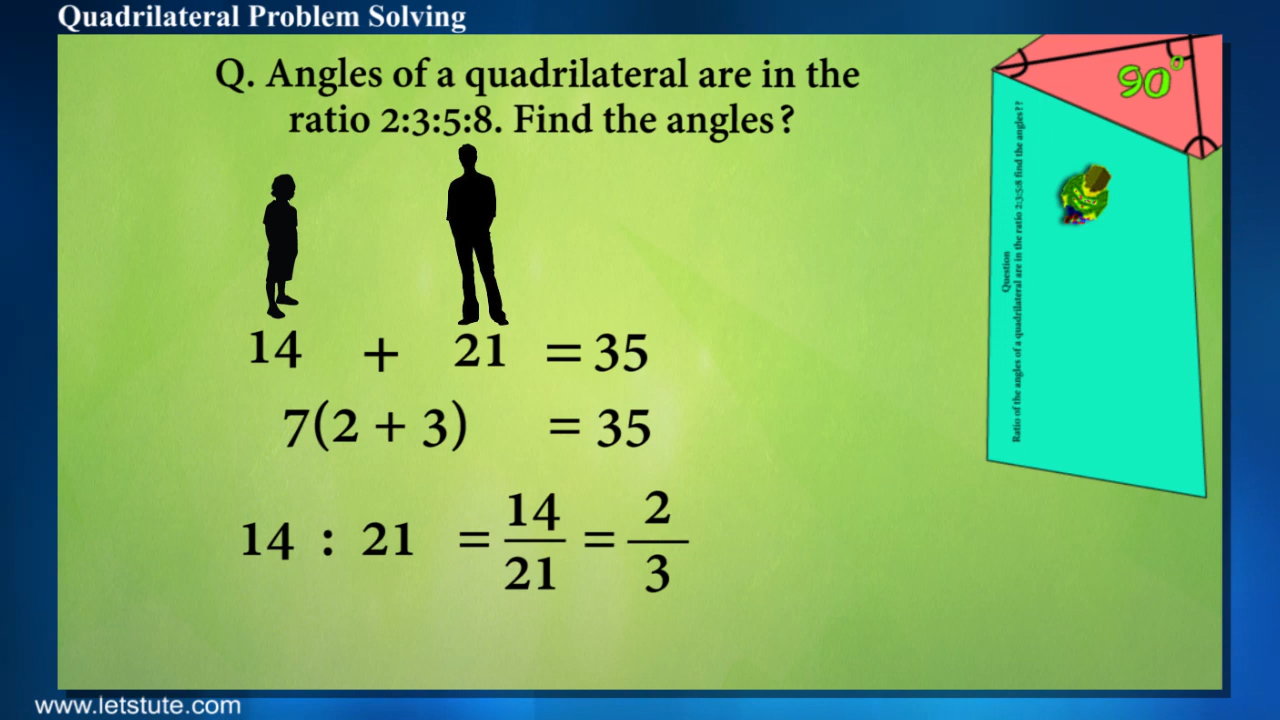 Quadrilateral Problem Solving
Q. Angles of a quadrilateral are in the
ratio 2:3:5:8. Find the angles?
14 + 21 = 35
7(2 + 3) = 35
14 : 21 = 14/21 = 2/3
90°
Question
Ratio of the angles of a quadrilateral are in the ratio 2:3:5:8 find the angles??
www.letstute.com